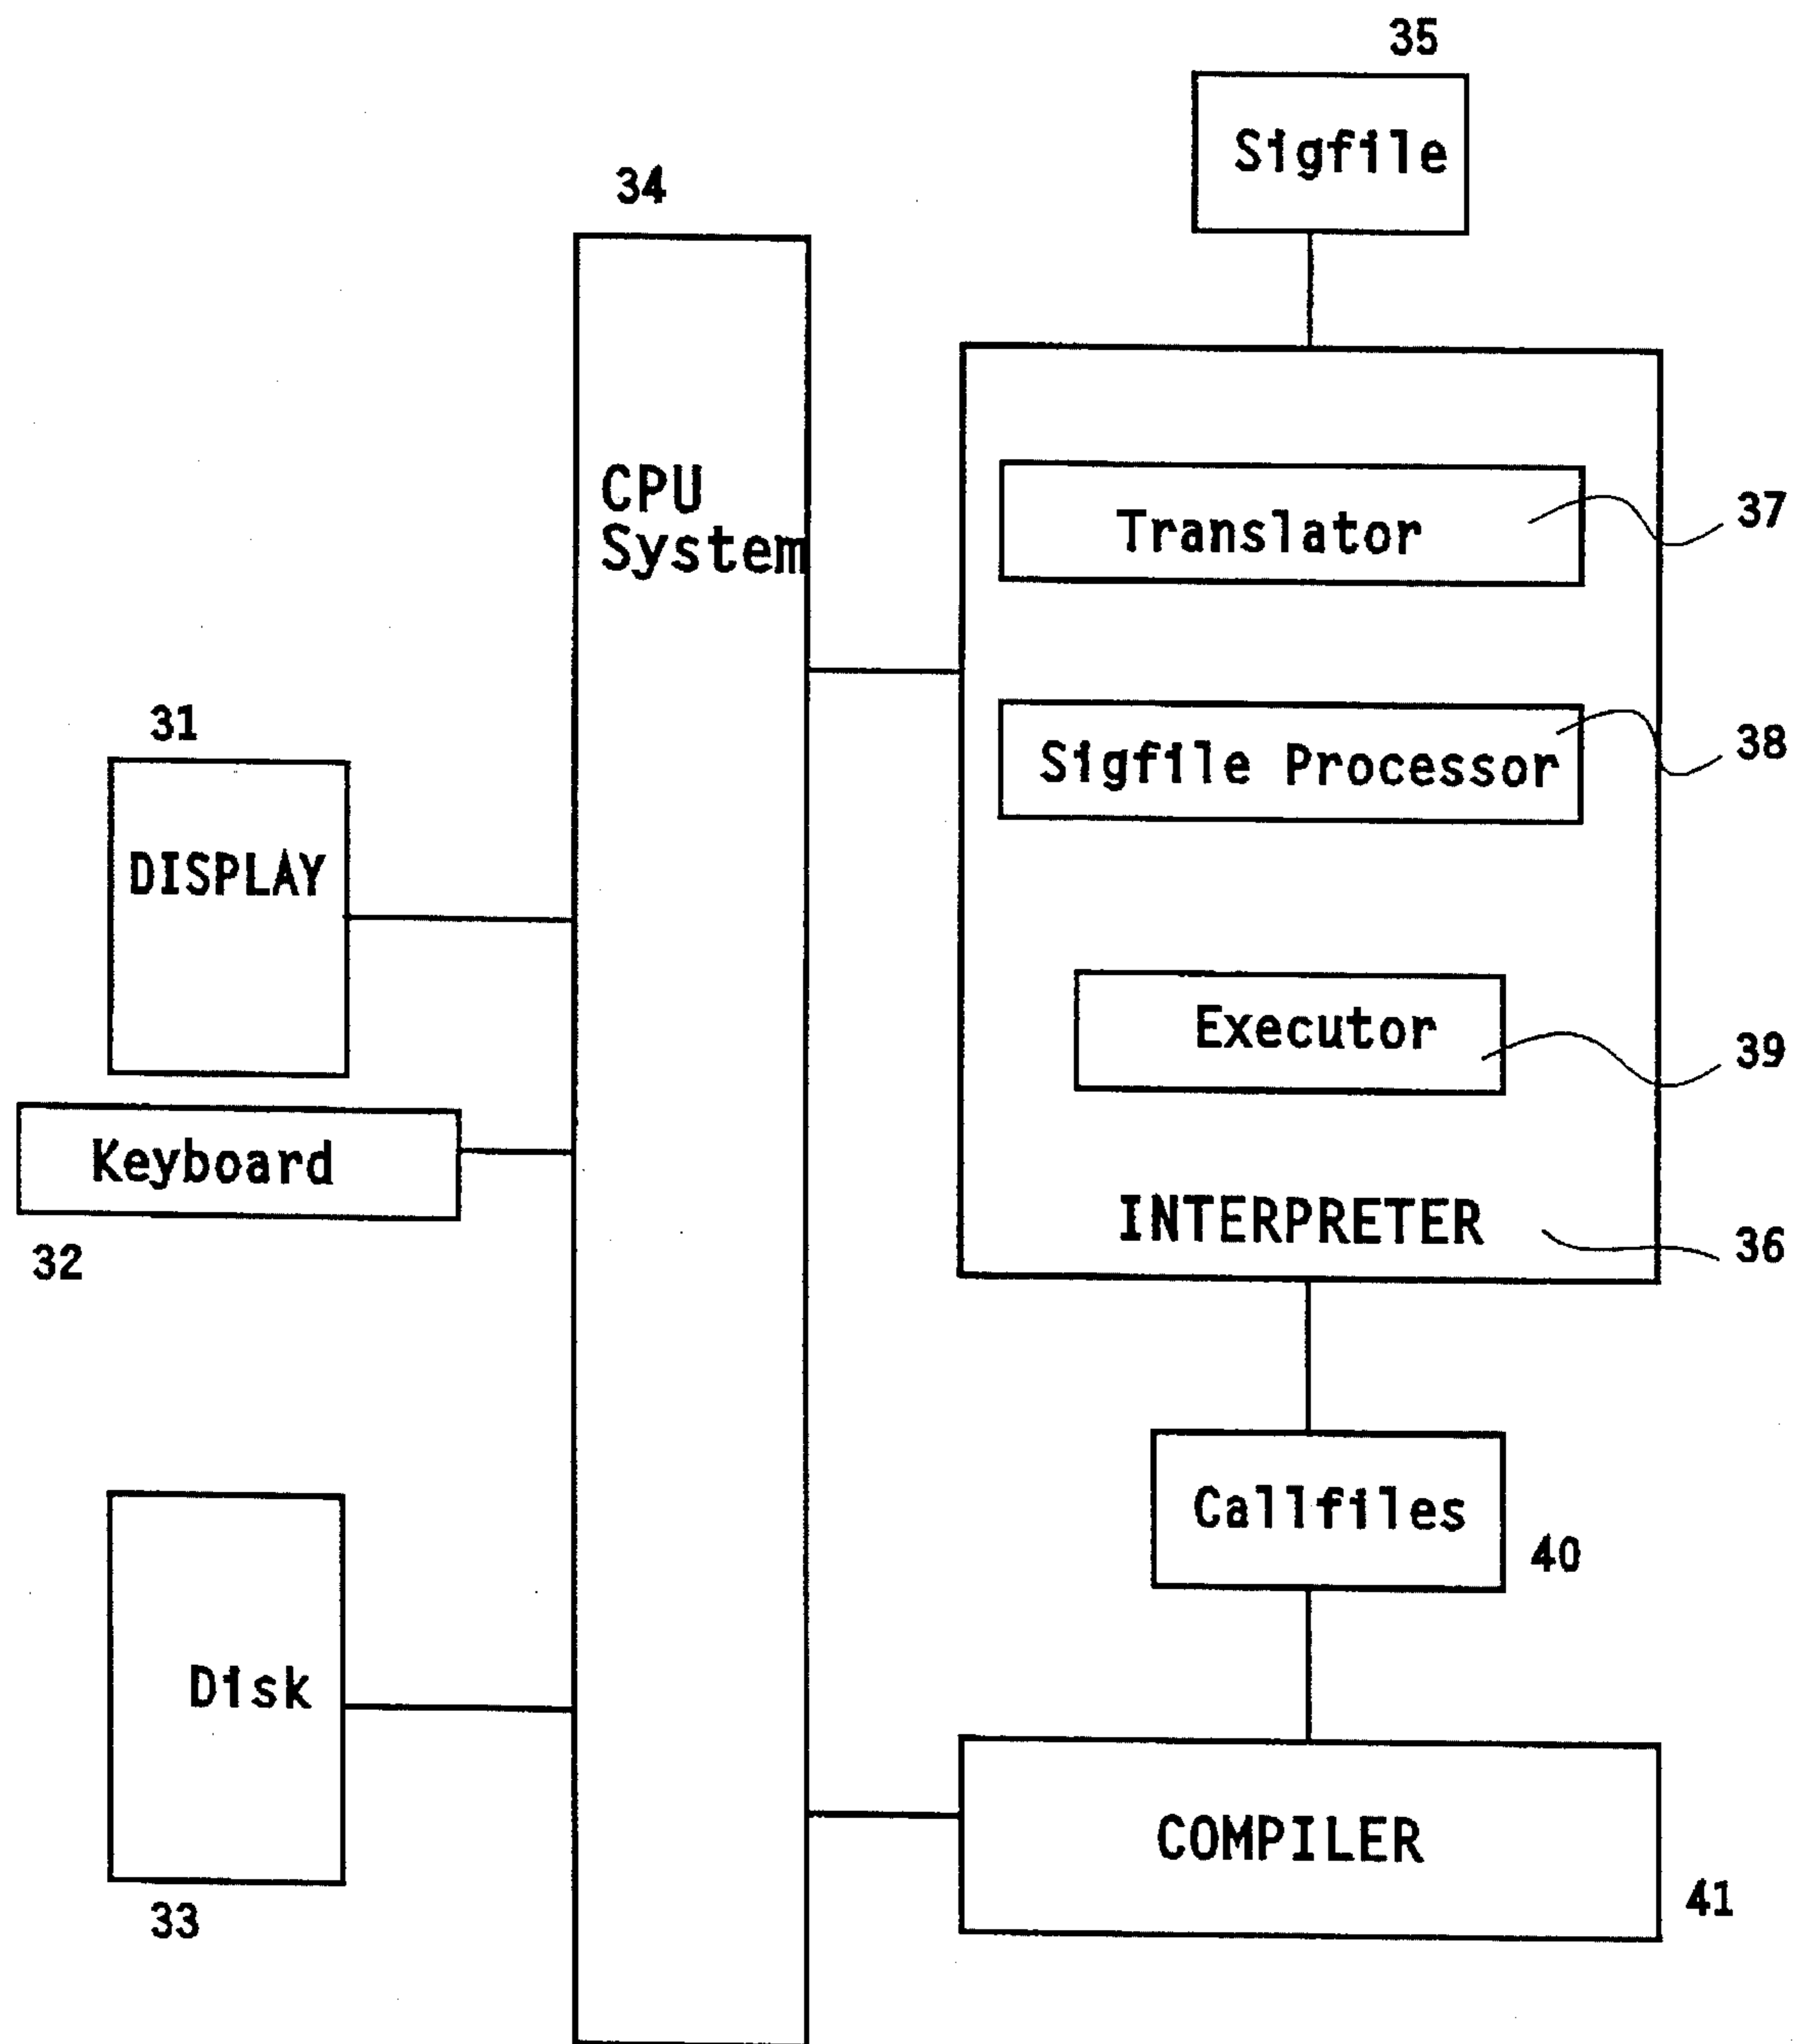 35
Sigfile
34
CPU
System
Translator
37
31
Sigfile Processor
38
DISPLAY
Executor
39
Keyboard
INTERPRETER
36
32
Callfiles
40
Disk
COMPILER
41
33